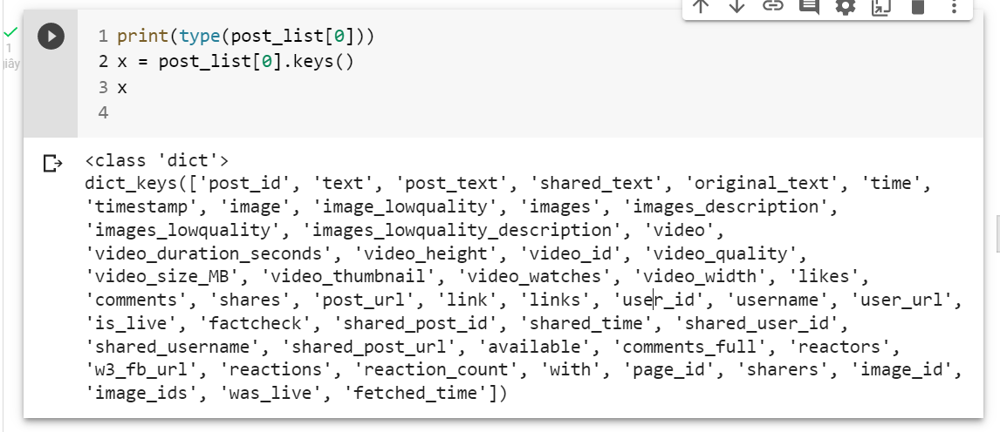 1
giây
1 print(type(post_list[0]))
2 x = post_list[0].keys()
3 x
4
<class 'dict'>
dict_keys(['post_id', 'text', 'post_text', 'shared_text', 'original_text', 'time',
'timestamp', 'image', 'image_lowquality', 'images', 'images_description',
'images_lowquality', 'images_lowquality_description', 'video',
'video_duration_seconds', 'video_height', 'video_id', 'video_quality',
'video_size_MB', 'video_thumbnail', 'video_watches', 'video_width', 'likes',
'comments', 'shares', 'post_url', 'link', 'links', 'user_id', 'username', 'user_url',
'is_live', 'factcheck', 'shared_post_id', 'shared_time', 'shared_user_id',
'shared_username', 'shared_post_url', 'available', 'comments_full', 'reactors',
'w3_fb_url', 'reactions', 'reaction_count', 'with', 'page_id', 'sharers', 'image_id',
'image_ids', 'was_live', 'fetched_time'])